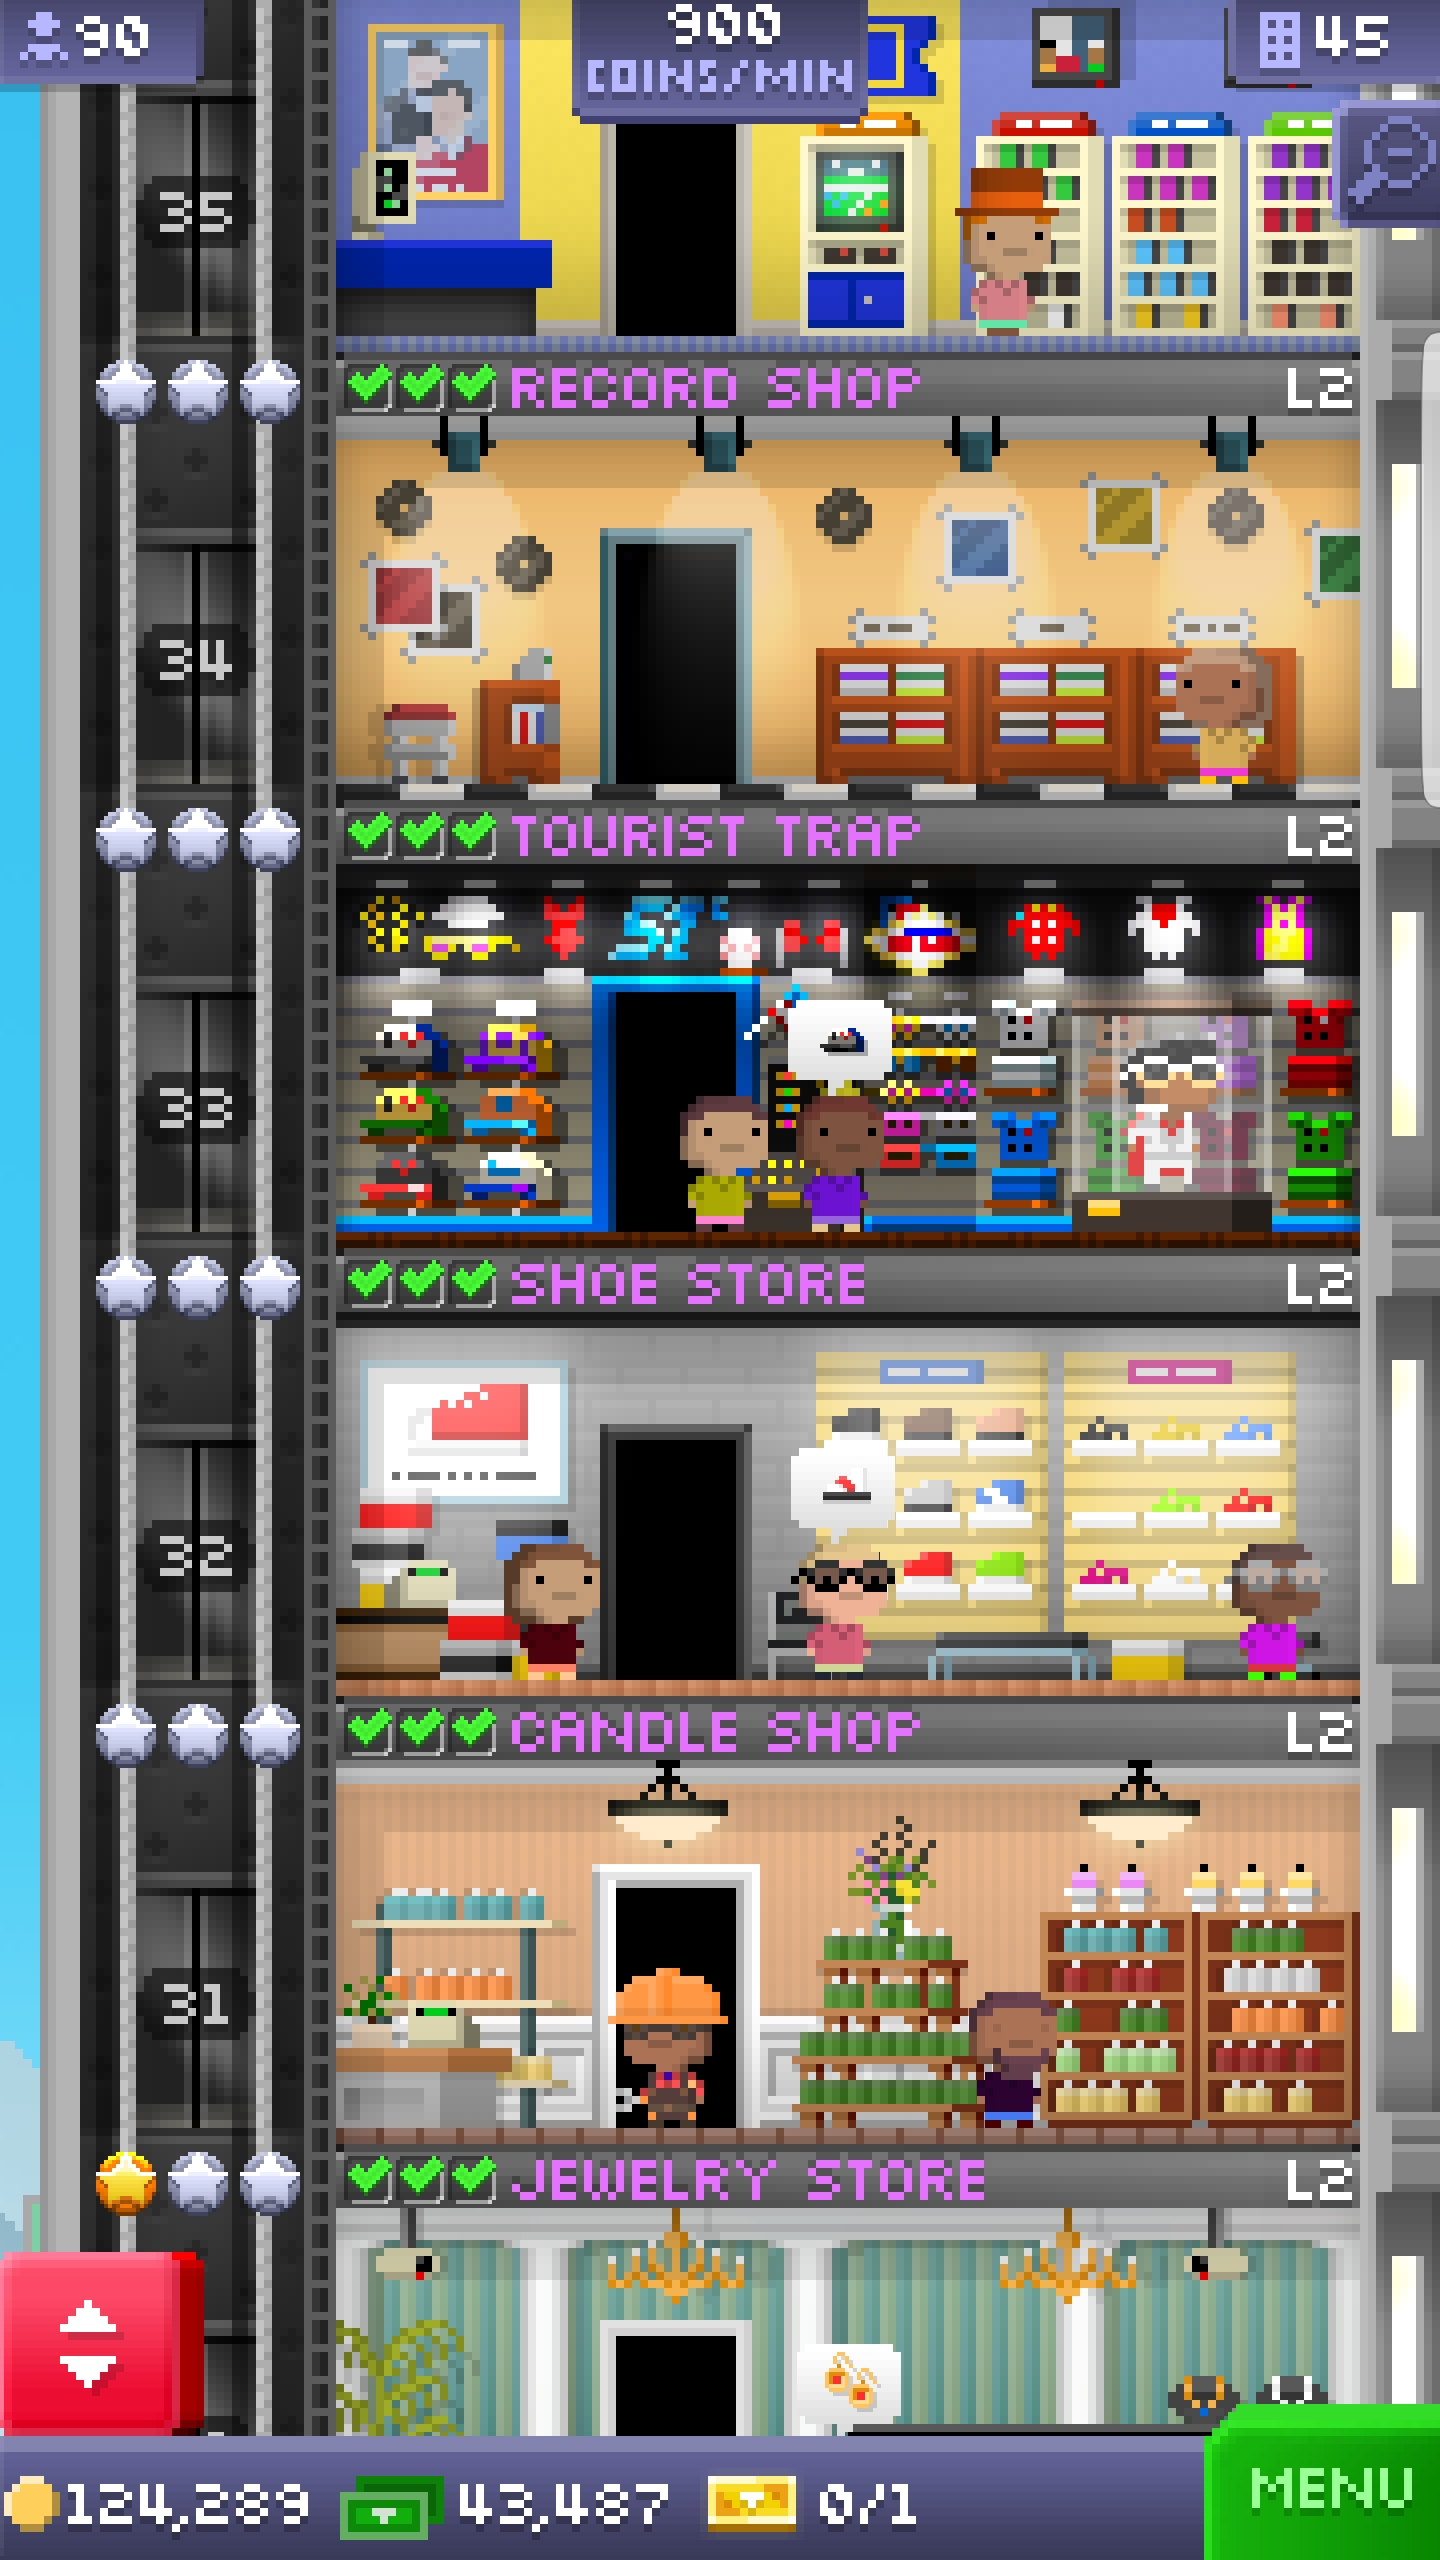 90
900
COINS/MIN
45
35
RECORD SHOP L2
34
TOURIST TRAP L2
33
SHOE STORE L2
32
CANDLE SHOP L2
31
JEWELRY STORE L2
124,289 43,487 0/1
MENU